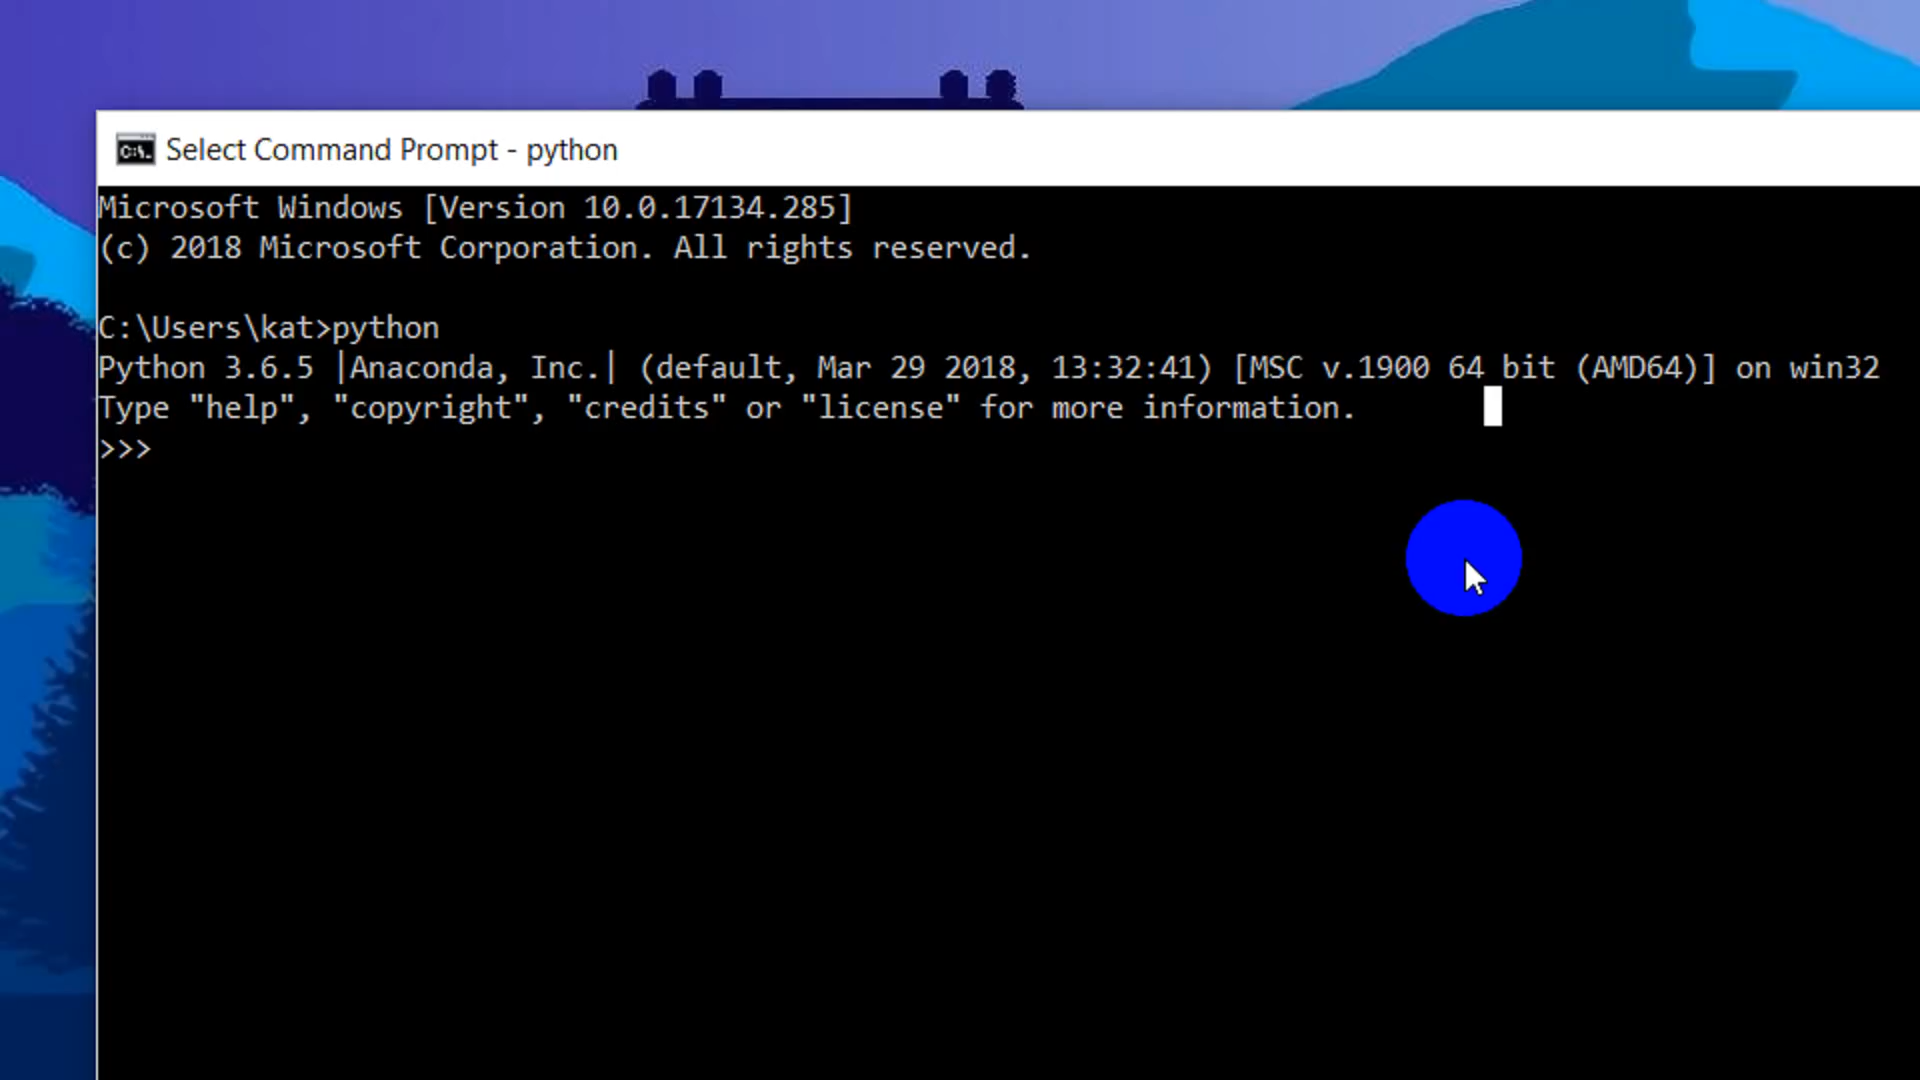 Select Command Prompt - python
Microsoft Windows [Version 10.0.17134.285]
(c) 2018 Microsoft Corporation. All rights reserved.
C:\Users\kat>python
Python 3.6.5 |Anaconda, Inc.| (default, Mar 29 2018, 13:32:41) [MSC v.1900 64 bit (AMD64)] on win32
Type "help", "copyright", "credits" or "license" for more information.
>>>